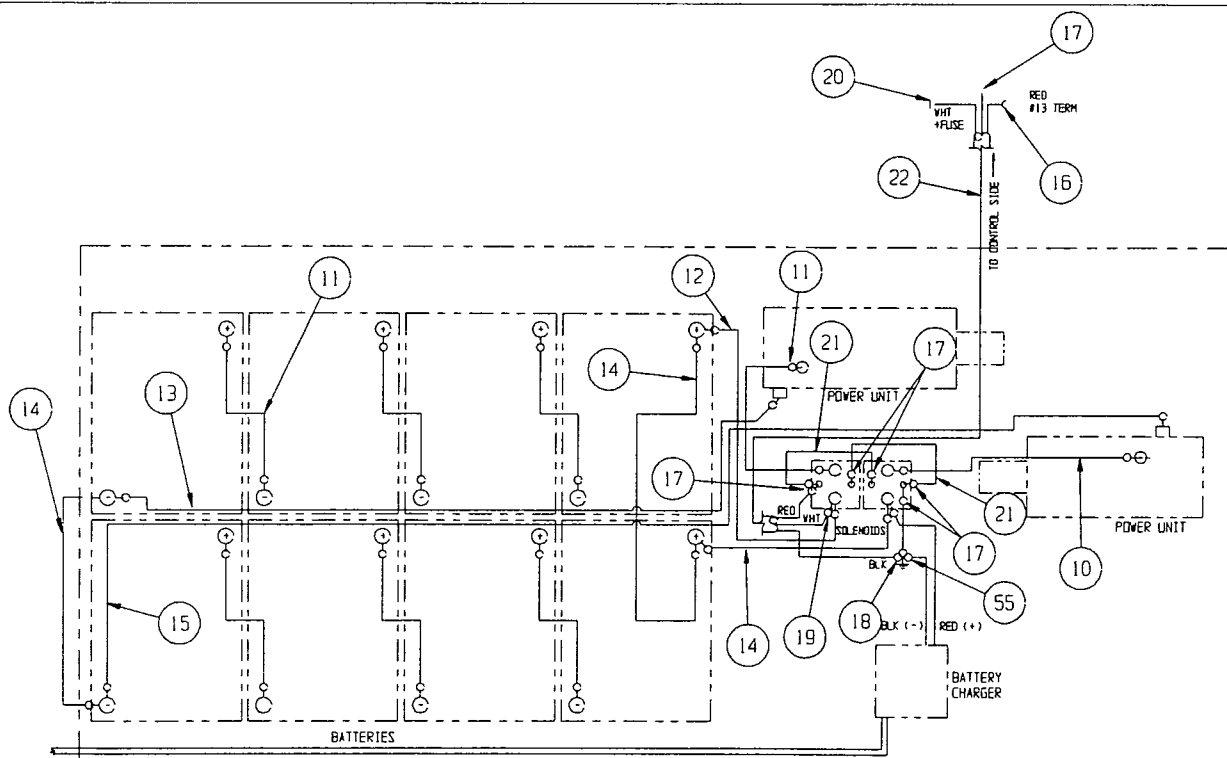 17
20
RED
#13 TERM
WHT
+FUSE
22
16
TO CONTROL SIDE
11
12
11
21
17
14
POWER UNIT
14
13
17
RED
WHT
SOLENOIDS
21
POWER UNIT
17
10
BLK
15
14
19
18
55
BLK (-)
RED (+)
BATTERY
CHARGER
BATTERIES
+
+
+
+
-
-
-
-
+
+
+
+
-
-
-
-